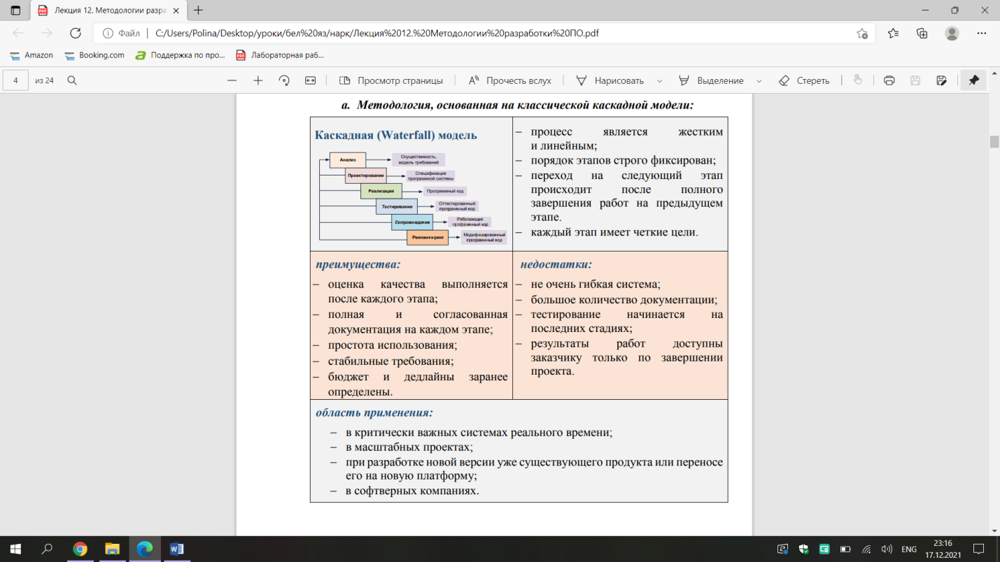 Лекция 12. Методологии разра
Файл
C:/Users/Polina/Desktop/уроки/бел%20яз/нарк/Лекция%2012.%20Методологии%20разработки%20ПО.pdf
Amazon
Booking.com
Поддержка по про...
Лабораторная раб...
4
из 24
Просмотр страницы
Прочесть вслух
Нарисовать
Выделение
Стереть
а. Методология, основанная на классической каскадной модели:
Каскадная (Waterfall) модель
Анализ
Осуществимость,
модель требований
Проектирование
Спецификация
программной системы
Реализация
Программный код
Тестирование
Оттестированный
программный код
Сопровождение
Работающий
программный код
Реинжиниринг
Модифицированный
программный код
– процесс является жестким
и линейным;
– порядок этапов строго фиксирован;
– переход на следующий этап
происходит после полного
завершения работ на предыдущем
этапе.
– каждый этап имеет четкие цели.
преимущества:
– оценка качества выполняется
после каждого этапа;
– полная и согласованная
документация на каждом этапе;
– простота использования;
– стабильные требования;
– бюджет и дедлайны заранее
определены.
недостатки:
– не очень гибкая система;
– большое количество документации;
– тестирование начинается на
последних стадиях;
– результаты работ доступны
заказчику только по завершении
проекта.
область применения:
– в критически важных системах реального времени;
– в масштабных проектах;
– при разработке новой версии уже существующего продукта или переносе
его на новую платформу;
– в софтверных компаниях.
ENG
23:16
17.12.2021